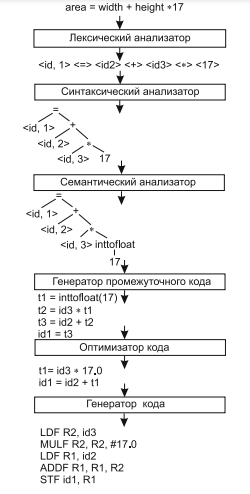 area = width + height *17
Лексический анализатор
<id, 1> <=> <id2> <+> <id3> <*> <17>
Синтаксический анализатор
=
<id, 1> +
<id, 2> *
<id, 3> 17
Семантический анализатор
=
<id, 1> +
<id, 2> *
<id, 3> inttofloat
17
Генератор промежуточного кода
t1 = inttofloat(17)
t2 = id3 * t1
t3 = id2 + t2
id1 = t3
Оптимизатор кода
t1= id3 * 17.0
id1 = id2 + t1
Генератор кода
LDF R2, id3
MULF R2, R2, #17.0
LDF R1, id2
ADDF R1, R1, R2
STF id1, R1